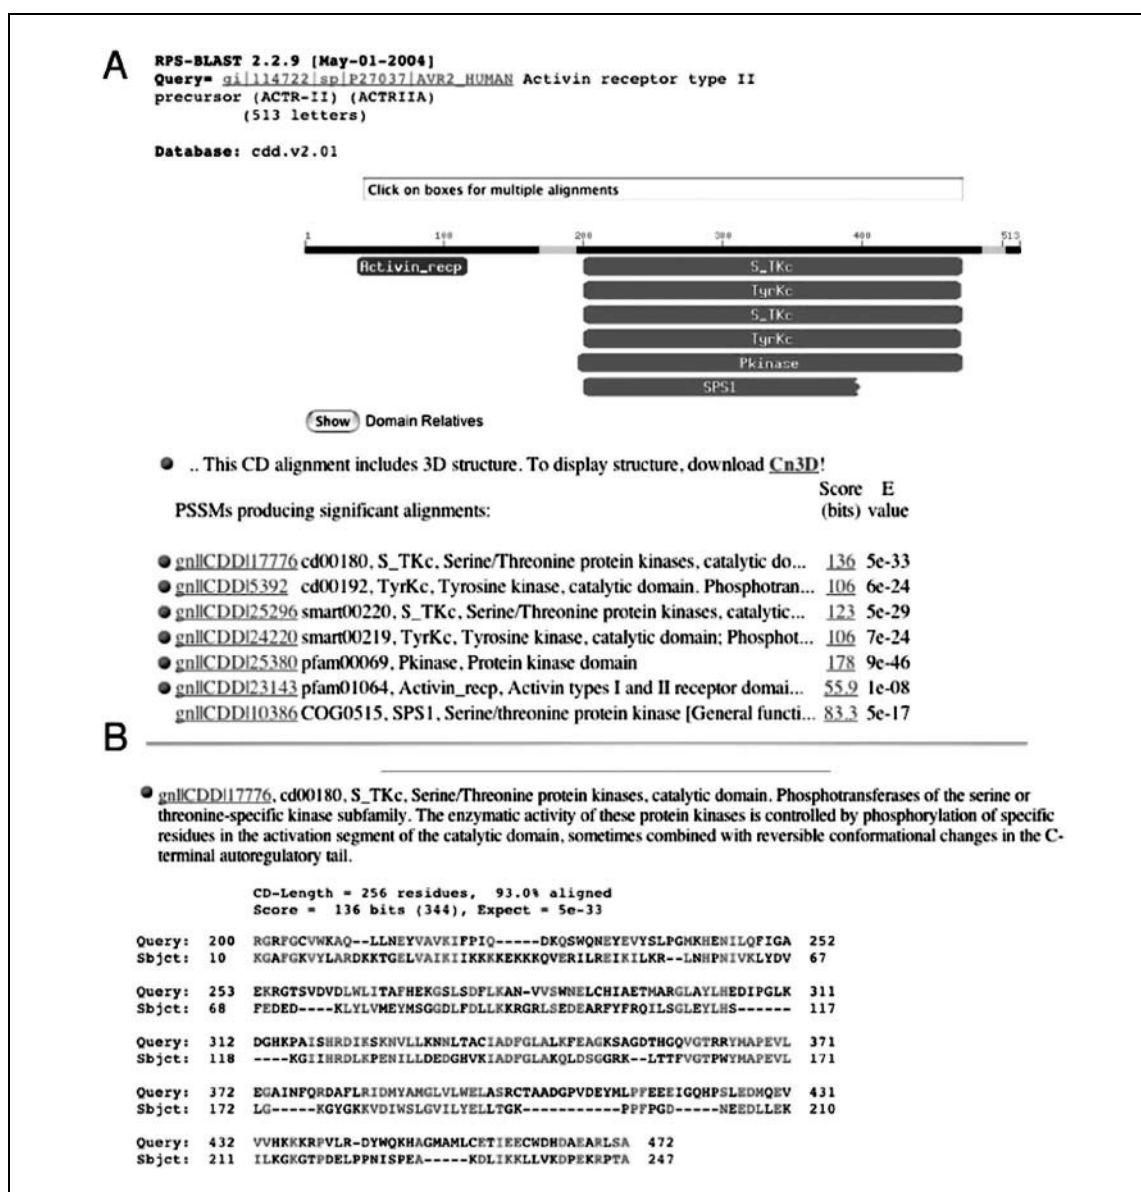 A
RPS-BLAST 2.2.9 [May-01-2004]
Query= gi|114722|sp|P27037|AVR2_HUMAN Activin receptor type II
precursor (ACTR-II) (ACTRIIA)
(513 letters)
Database: cdd.v2.01
Click on boxes for multiple alignments
1 100 200 300 400 513
Activin_recp S_TKc
TyrKc
S_TKc
TyrKc
Pkinase
SPS1
Show Domain Relatives
.. This CD alignment includes 3D structure. To display structure, download Cn3D!
Score E
PSSMs producing significant alignments: (bits) value
gnl|CDD|17776 cd00180, S_TKc, Serine/Threonine protein kinases, catalytic do... 136 5e-33
gnl|CDD|5392 cd00192, TyrKc, Tyrosine kinase, catalytic domain. Phosphotran... 106 6e-24
gnl|CDD|25296 smart00220, S_TKc, Serine/Threonine protein kinases, catalytic... 123 5e-29
gnl|CDD|24220 smart00219, TyrKc, Tyrosine kinase, catalytic domain; Phosphot... 106 7e-24
gnl|CDD|25380 pfam00069, Pkinase, Protein kinase domain 178 9e-46
gnl|CDD|23143 pfam01064, Activin_recp, Activin types I and II receptor domai... 55.9 1e-08
gnl|CDD|10386 COG0515, SPS1, Serine/threonine protein kinase [General functi... 83.3 5e-17
B
gnl|CDD|17776, cd00180, S_TKc, Serine/Threonine protein kinases, catalytic domain. Phosphotransferases of the serine or
threonine-specific kinase subfamily. The enzymatic activity of these protein kinases is controlled by phosphorylation of specific
residues in the activation segment of the catalytic domain, sometimes combined with reversible conformational changes in the C-
terminal autoregulatory tail.
CD-Length = 256 residues, 93.0% aligned
Score = 136 bits (344), Expect = 5e-33
Query: 200 RGRFGCVWKAQ--LLNEYVAVKIFPIQ-----DKQSWQNEYEVYSLPGMKHENILQFIGA 252
Sbjct: 10 KGAFGKVYLARDKKTGELVAIKIIKKKKEKKKQVERILREIKILKR--LNHPNIVKLYDV 67
Query: 253 EKRGTSVDVDLWLITAFHEKGSLSDFLKAN-VVSWNELCHIAETMARGLAYLHEDIPGLK 311
Sbjct: 68 FEDED----KLYLVMEYMSGGDLFDLLKKRGRLSEDEARFYFRQILSGLEYLHS------ 117
Query: 312 DGHKPAISHRDIKSKNVLLKNNLTACIADFGLALKFEAGKSAGDTHGQVGTRRYMAPEVL 371
Sbjct: 118 ----KGIIHRDLKPENILLDEDGHVKIADFGLAKQLDSGGRK--LTTFVGTPWYMAPEVL 171
Query: 372 EGAINFQRDAFLRIDMYAMGLVLWELASRCTAADGPVDEYMLPFEEEIGQHPSLEDMQEV 431
Sbjct: 172 LG-----KGYGKKVDIWSLGVILYELLTGK-----------PPFPGD-----NEEDLLEK 210
Query: 432 VVHKKKRPVLR-DYWQKHAGMAMLCETIEECWDHDAEARLSA 472
Sbjct: 211 ILKGKGTPDELPPNISPEA-----KDLIKKLLVKDPEKRPTA 247